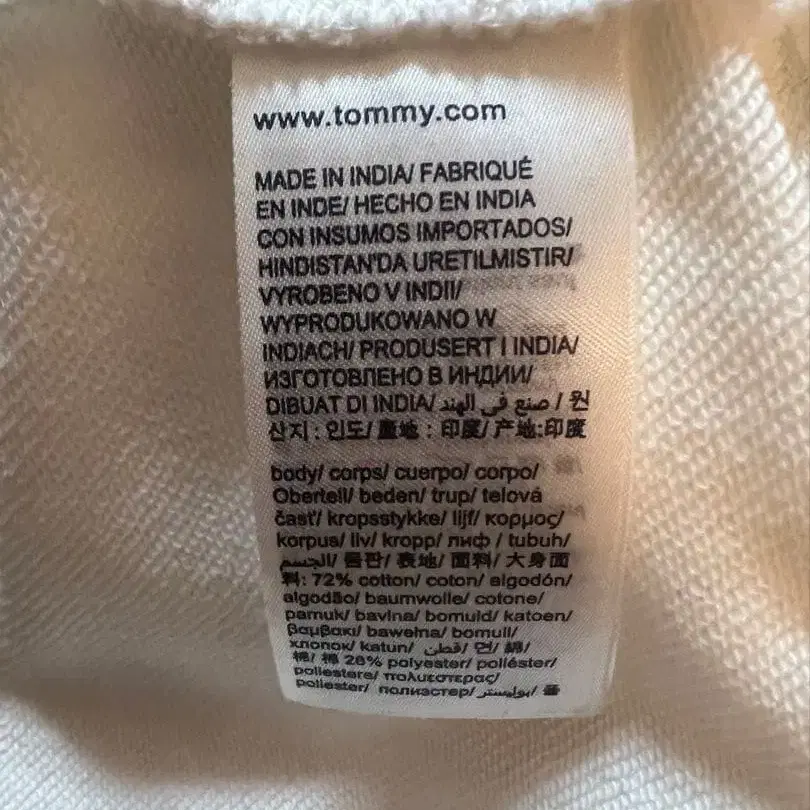 www.tommy.com
MADE IN INDIA/ FABRIQUÉ
EN INDE/ HECHO EN INDIA
CON INSUMOS IMPORTADOS/
HINDISTAN'DA URETILMISTIR/
VYROBENO V INDII/
WYPRODUKOWANO W
INDIACH/ PRODUSERT I INDIA/
ИЗГОТОВЛЕНО В ИНДИИ/
DIBUAT DI INDIA/ صنع في الهند / 원
산지 : 인도/ 產地 : 印度/ 产地:印度
body/ corps/ cuerpo/ corpo/
Oberteil/ beden/ trup/ telová
časť/ kropsstykke/ lijf/ κορμος/
korpus/ liv/ kropp/ лиф / tubuh/
الجسم/ 몸판/ 表地/ 面料/ 大身面
料: 72% cotton/ coton/ algodón/
algodão/ baumwolle/ cotone/
pamuk/ bavlna/ bomuld/ katoen/
βαμβακι/ bawełna/ bomull/
хлопок/ katun/ قطن/ 면/ 綿/
棉/ 棉 28% polyester/ poliéster/
poliestere/ πολυεστερας/
poliester/ полиэстер/ بوليستر/